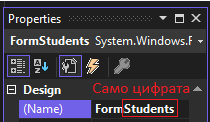 Properties
FormStudents System.Windows.F
Само цифрата
Design
(Name) FormStudents